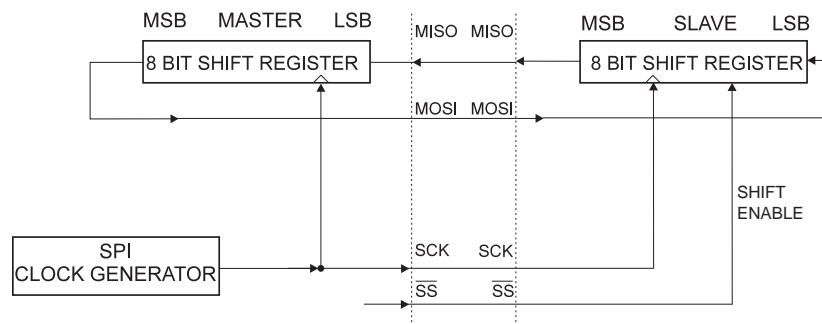 MSB MASTER LSB
MISO MISO
MSB SLAVE LSB
8 BIT SHIFT REGISTER
8 BIT SHIFT REGISTER
MOSI MOSI
SHIFT
ENABLE
SPI
CLOCK GENERATOR
SCK SCK
SS SS